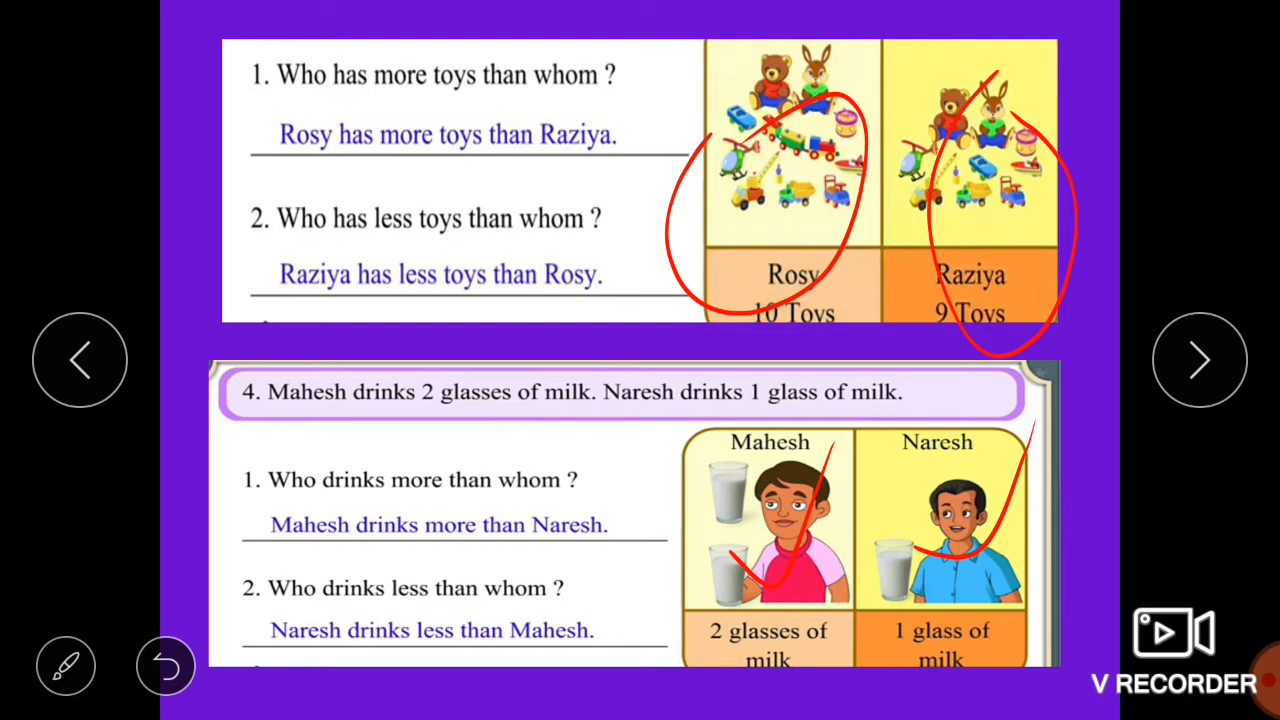 1. Who has more toys than whom ?
Rosy has more toys than Raziya.
2. Who has less toys than whom ?
Raziya has less toys than Rosy.
Rosy
10 Toys
Raziya
9 Toys
4. Mahesh drinks 2 glasses of milk. Naresh drinks 1 glass of milk.
1. Who drinks more than whom ?
Mahesh drinks more than Naresh.
2. Who drinks less than whom ?
Naresh drinks less than Mahesh.
Mahesh
2 glasses of
milk
Naresh
1 glass of
milk
V RECORDER